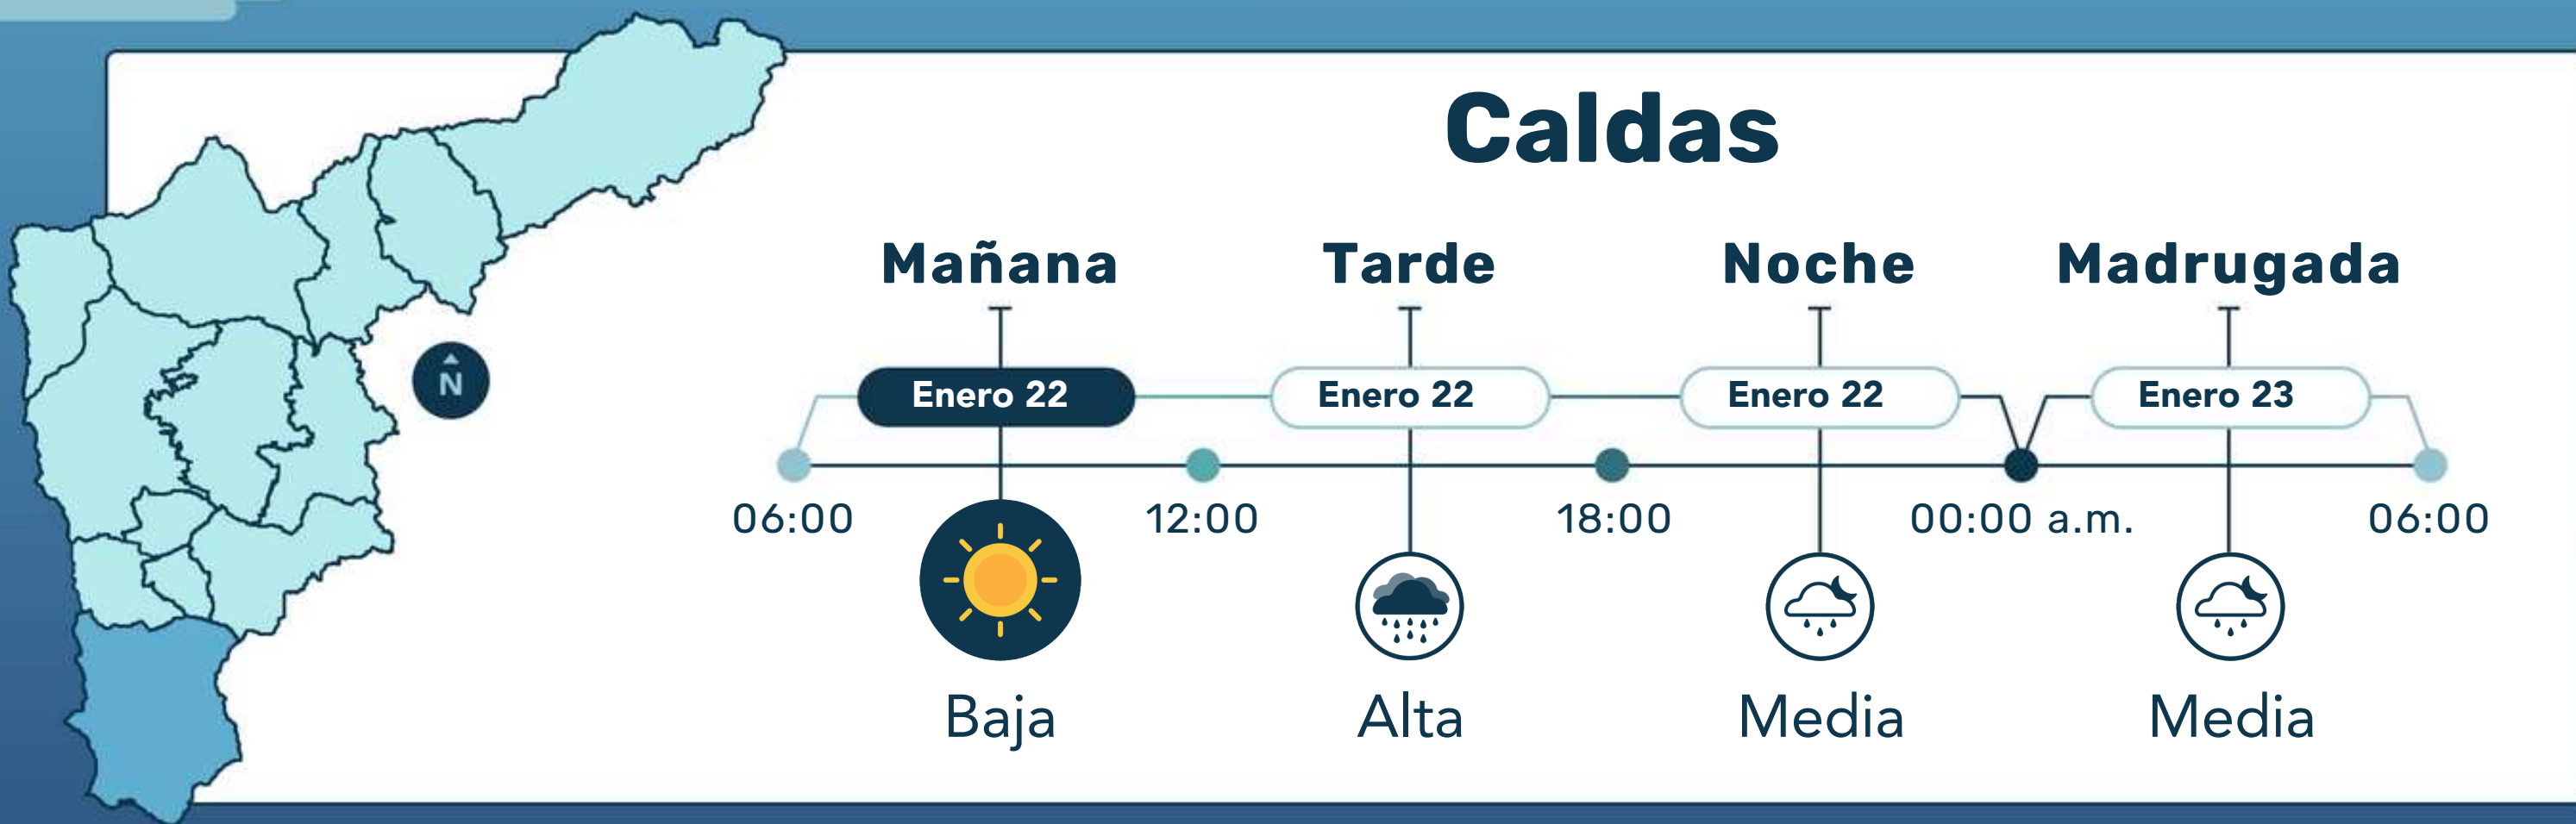 Caldas
Mañana Tarde Noche Madrugada
N
Enero 22 Enero 22 Enero 22 Enero 23
06:00 12:00 18:00 00:00 a.m. 06:00
Baja Alta Media Media